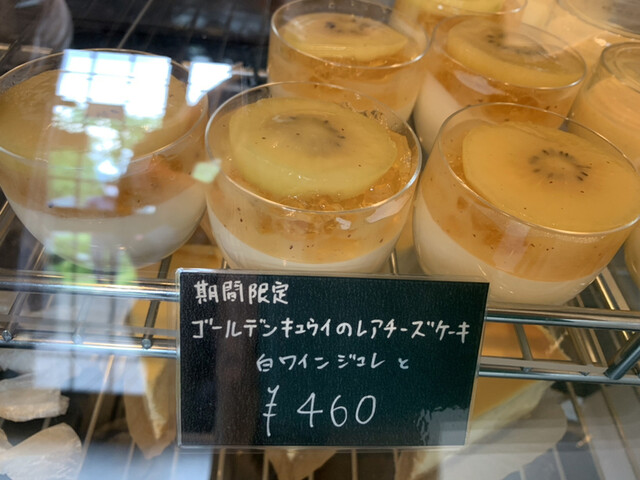 期間限定
ゴールデンキュウイのレアチーズケーキ
白ワインジュレと
¥460